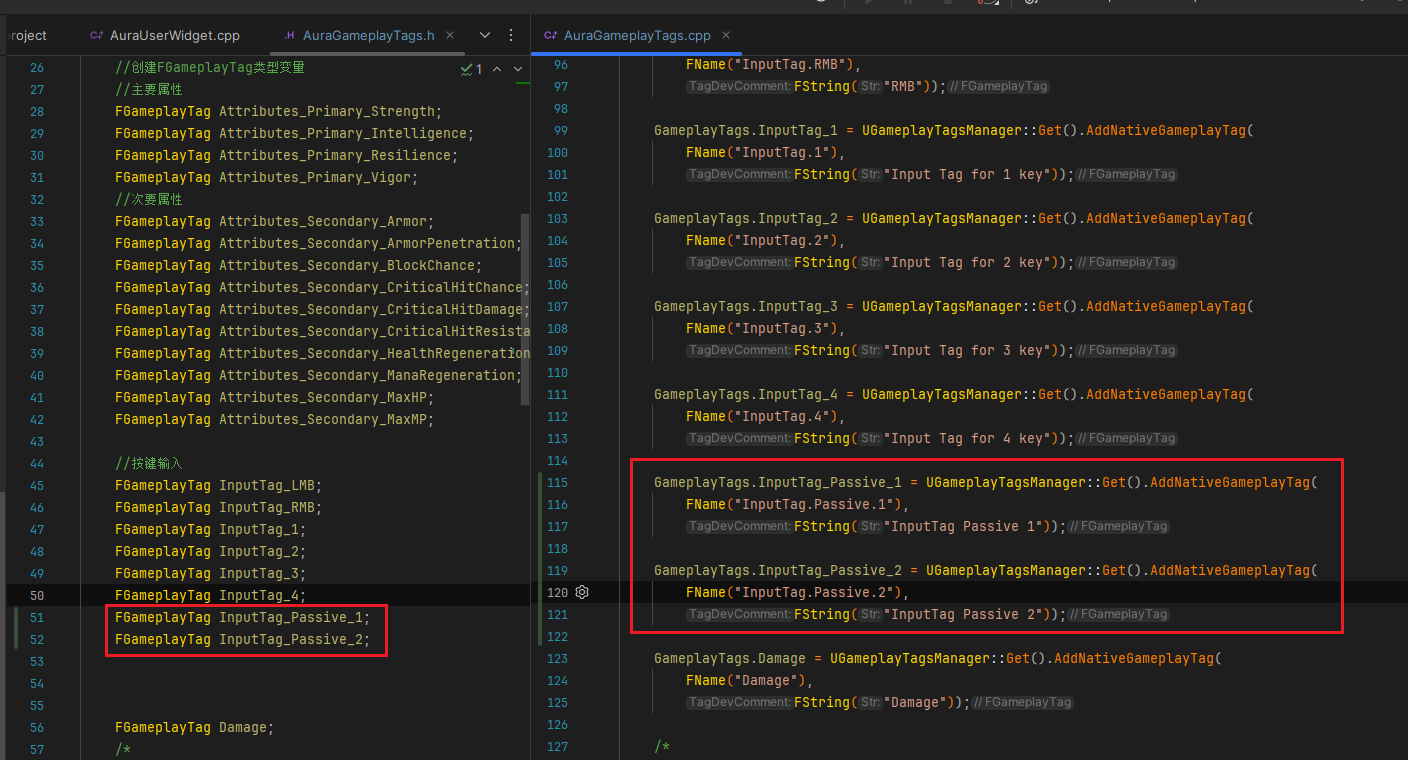 roject
AuraUserWidget.cpp
AuraGameplayTags.h
AuraGameplayTags.cpp
26 //创建FGameplayTag类型变量
1
27 //主要属性
28 FGameplayTag Attributes_Primary_Strength;
29 FGameplayTag Attributes_Primary_Intelligence;
30 FGameplayTag Attributes_Primary_Resilience;
31 FGameplayTag Attributes_Primary_Vigor;
32 //次要属性
33 FGameplayTag Attributes_Secondary_Armor;
34 FGameplayTag Attributes_Secondary_ArmorPenetration;
35 FGameplayTag Attributes_Secondary_BlockChance;
36 FGameplayTag Attributes_Secondary_CriticalHitChance;
37 FGameplayTag Attributes_Secondary_CriticalHitDamage;
38 FGameplayTag Attributes_Secondary_CriticalHitResista
39 FGameplayTag Attributes_Secondary_HealthRegeneration
40 FGameplayTag Attributes_Secondary_ManaRegeneration;
41 FGameplayTag Attributes_Secondary_MaxHP;
42 FGameplayTag Attributes_Secondary_MaxMP;
43
44 //按键输入
45 FGameplayTag InputTag_LMB;
46 FGameplayTag InputTag_RMB;
47 FGameplayTag InputTag_1;
48 FGameplayTag InputTag_2;
49 FGameplayTag InputTag_3;
50 FGameplayTag InputTag_4;
51 FGameplayTag InputTag_Passive_1;
52 FGameplayTag InputTag_Passive_2;
53
54
55
56 FGameplayTag Damage;
57 /*
96 FName("InputTag.RMB"),
97 TagDevComment: FString( Str: "RMB")); // FGameplayTag
98
99 GameplayTags.InputTag_1 = UGameplayTagsManager::Get().AddNativeGameplayTag(
100 FName("InputTag.1"),
101 TagDevComment: FString( Str: "Input Tag for 1 key")); // FGameplayTag
102
103 GameplayTags.InputTag_2 = UGameplayTagsManager::Get().AddNativeGameplayTag(
104 FName("InputTag.2"),
105 TagDevComment: FString( Str: "Input Tag for 2 key")); // FGameplayTag
106
107 GameplayTags.InputTag_3 = UGameplayTagsManager::Get().AddNativeGameplayTag(
108 FName("InputTag.3"),
109 TagDevComment: FString( Str: "Input Tag for 3 key")); // FGameplayTag
110
111 GameplayTags.InputTag_4 = UGameplayTagsManager::Get().AddNativeGameplayTag(
112 FName("InputTag.4"),
113 TagDevComment: FString( Str: "Input Tag for 4 key")); // FGameplayTag
114
115 GameplayTags.InputTag_Passive_1 = UGameplayTagsManager::Get().AddNativeGameplayTag(
116 FName("InputTag.Passive.1"),
117 TagDevComment: FString( Str: "InputTag Passive 1")); // FGameplayTag
118
119 GameplayTags.InputTag_Passive_2 = UGameplayTagsManager::Get().AddNativeGameplayTag(
120 FName("InputTag.Passive.2"),
121 TagDevComment: FString( Str: "InputTag Passive 2")); // FGameplayTag
122
123 GameplayTags.Damage = UGameplayTagsManager::Get().AddNativeGameplayTag(
124 FName("Damage"),
125 TagDevComment: FString( Str: "Damage")); // FGameplayTag
126
127 /*